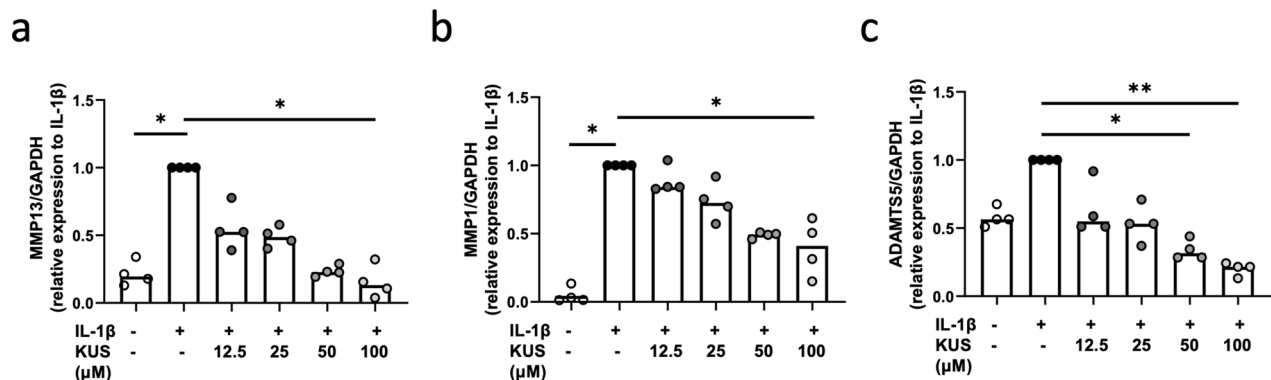 a
MMP13/GAPDH
(relative expression to IL-1β)
1.5
1.0
0.5
0.0
* *
IL-1β - + + + + +
KUS - - 12.5 25 50 100
(μM)
b
MMP1/GAPDH
(relative expression to IL-1β)
1.5
1.0
0.5
0.0
* *
IL-1β - + + + + +
KUS - - 12.5 25 50 100
(μM)
c
ADAMTS5/GAPDH
(relative expression to IL-1β)
1.5
1.0
0.5
0.0
**
*
IL-1β - + + + + +
KUS - - 12.5 25 50 100
(μM)